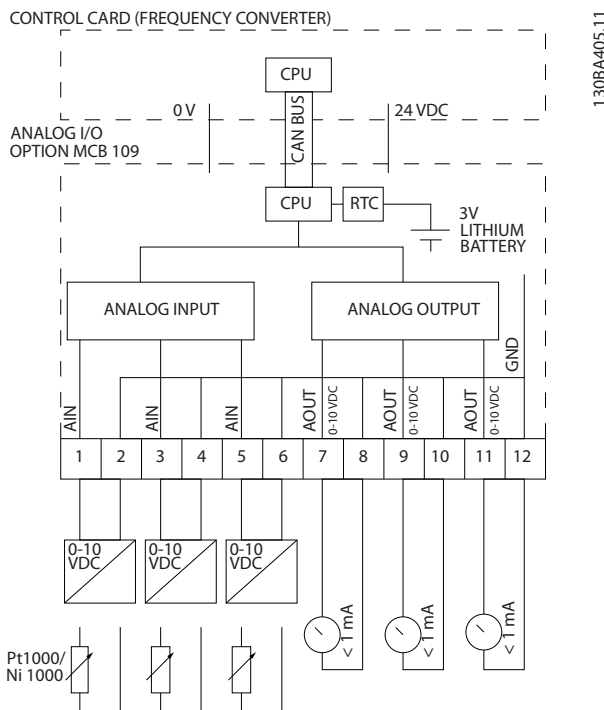 CONTROL CARD (FREQUENCY CONVERTER)
130BA405.11
CPU
0 V
CAN BUS
24 VDC
ANALOG I/O
OPTION MCB 109
CPU
RTC
3V
LITHIUM
BATTERY
ANALOG INPUT
ANALOG OUTPUT
GND
AIN
AIN
AIN
AOUT
0-10 VDC
AOUT
0-10 VDC
AOUT
0-10 VDC
1 2 3 4 5 6 7 8 9 10 11 12
0-10
VDC
0-10
VDC
0-10
VDC
< 1 mA
< 1 mA
< 1 mA
Pt1000/
Ni 1000